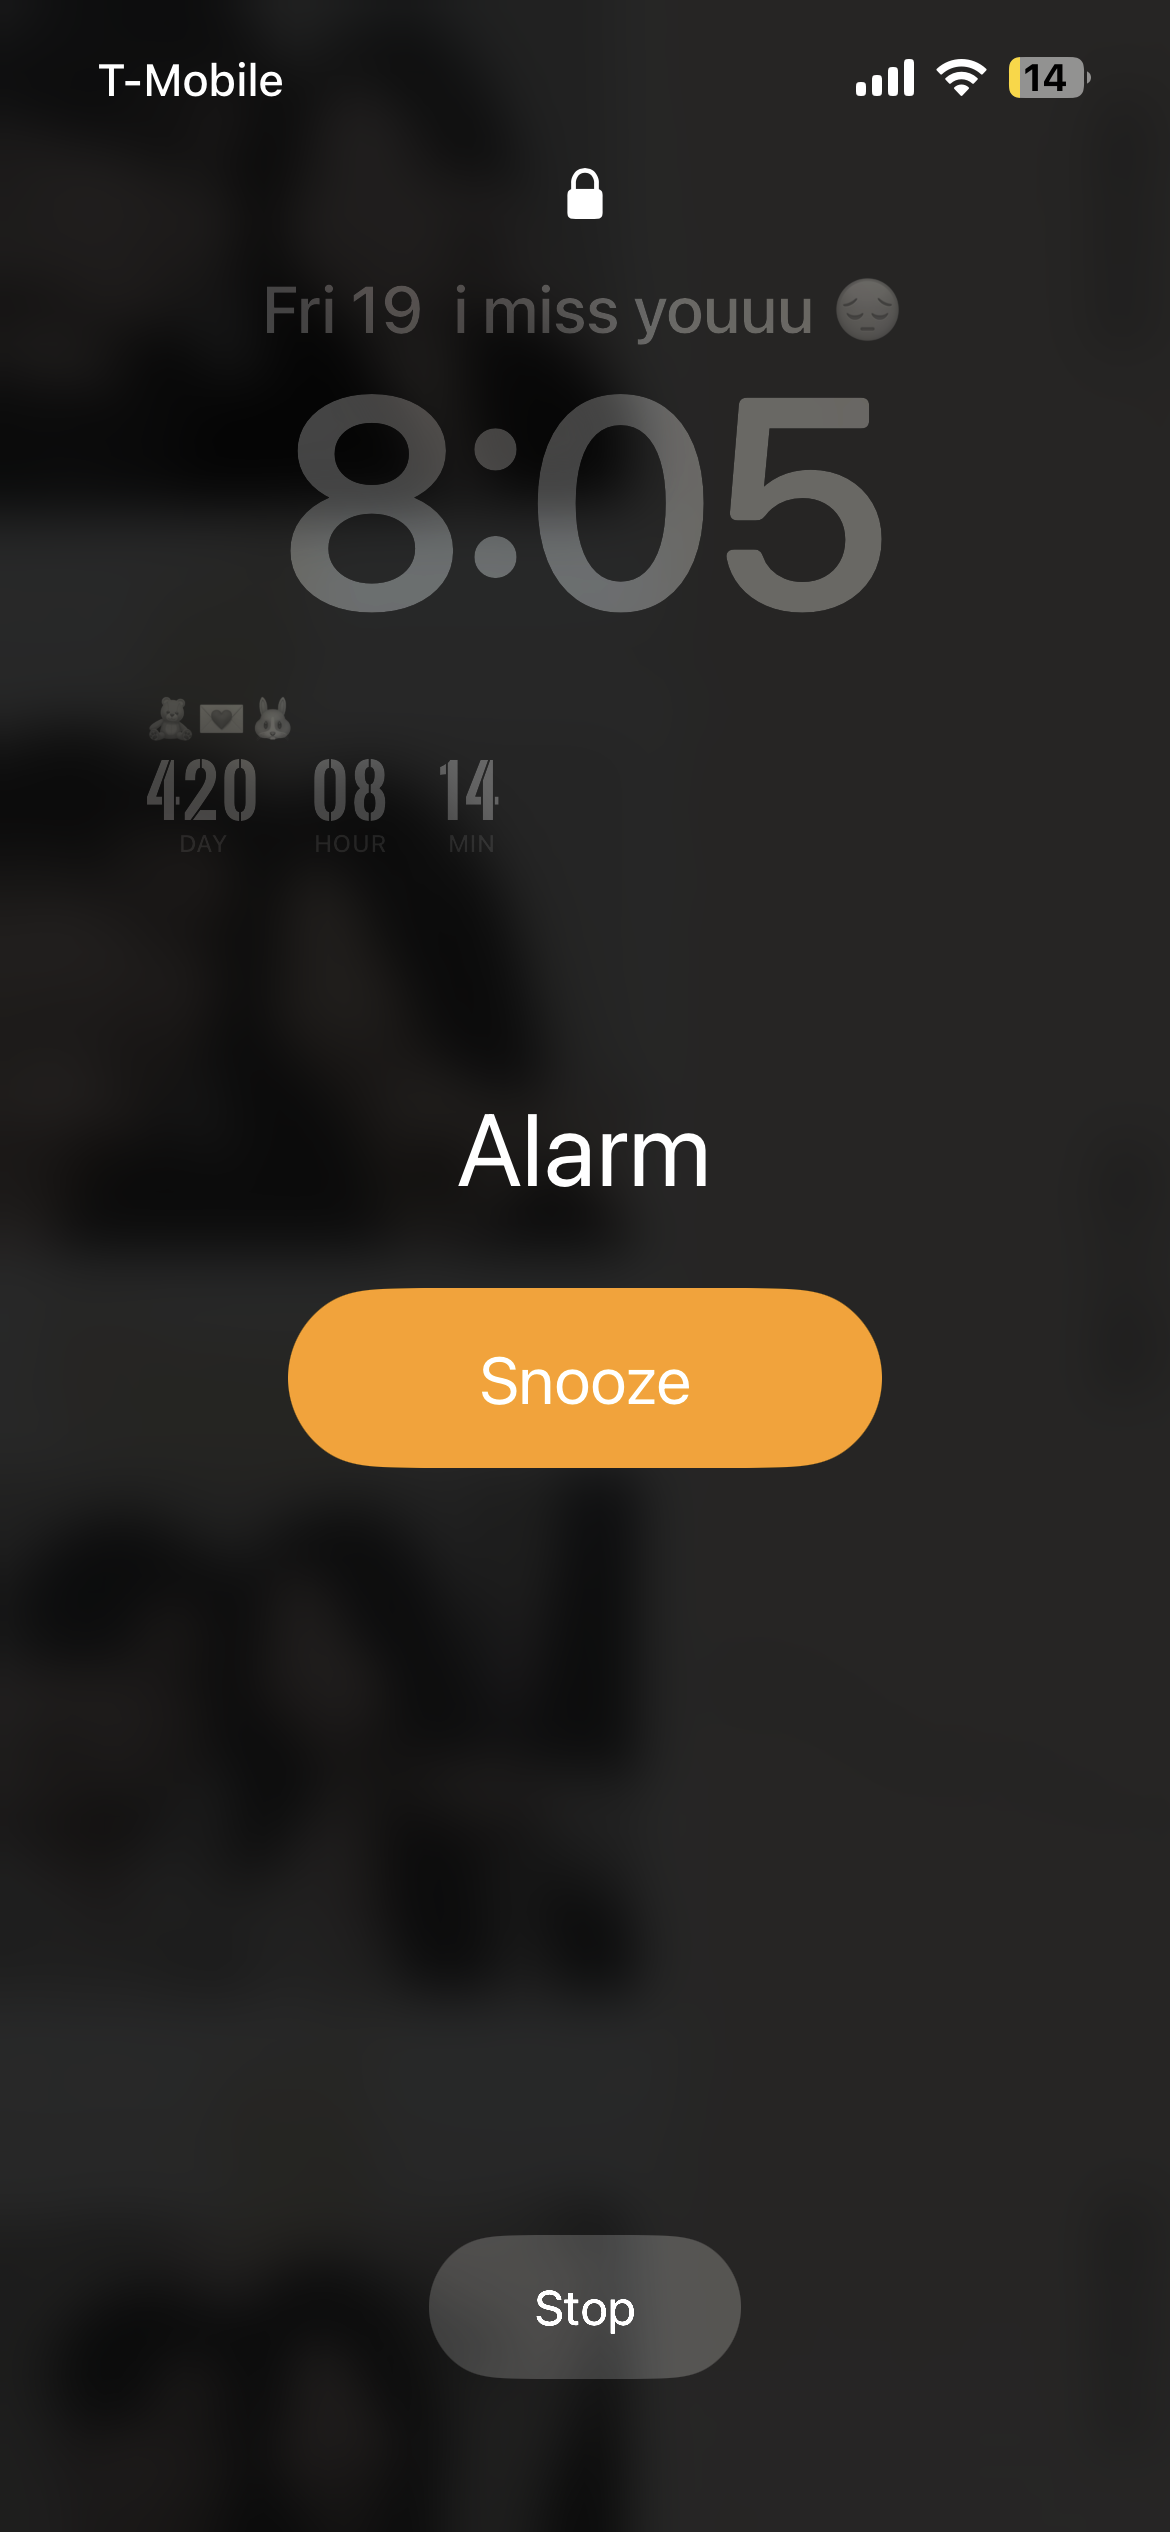 T-Mobile 14
Fri 19 i miss youuu 😔
8:05
🧸💌🐰
420 08 14
DAY HOUR MIN
Alarm
Snooze
Stop